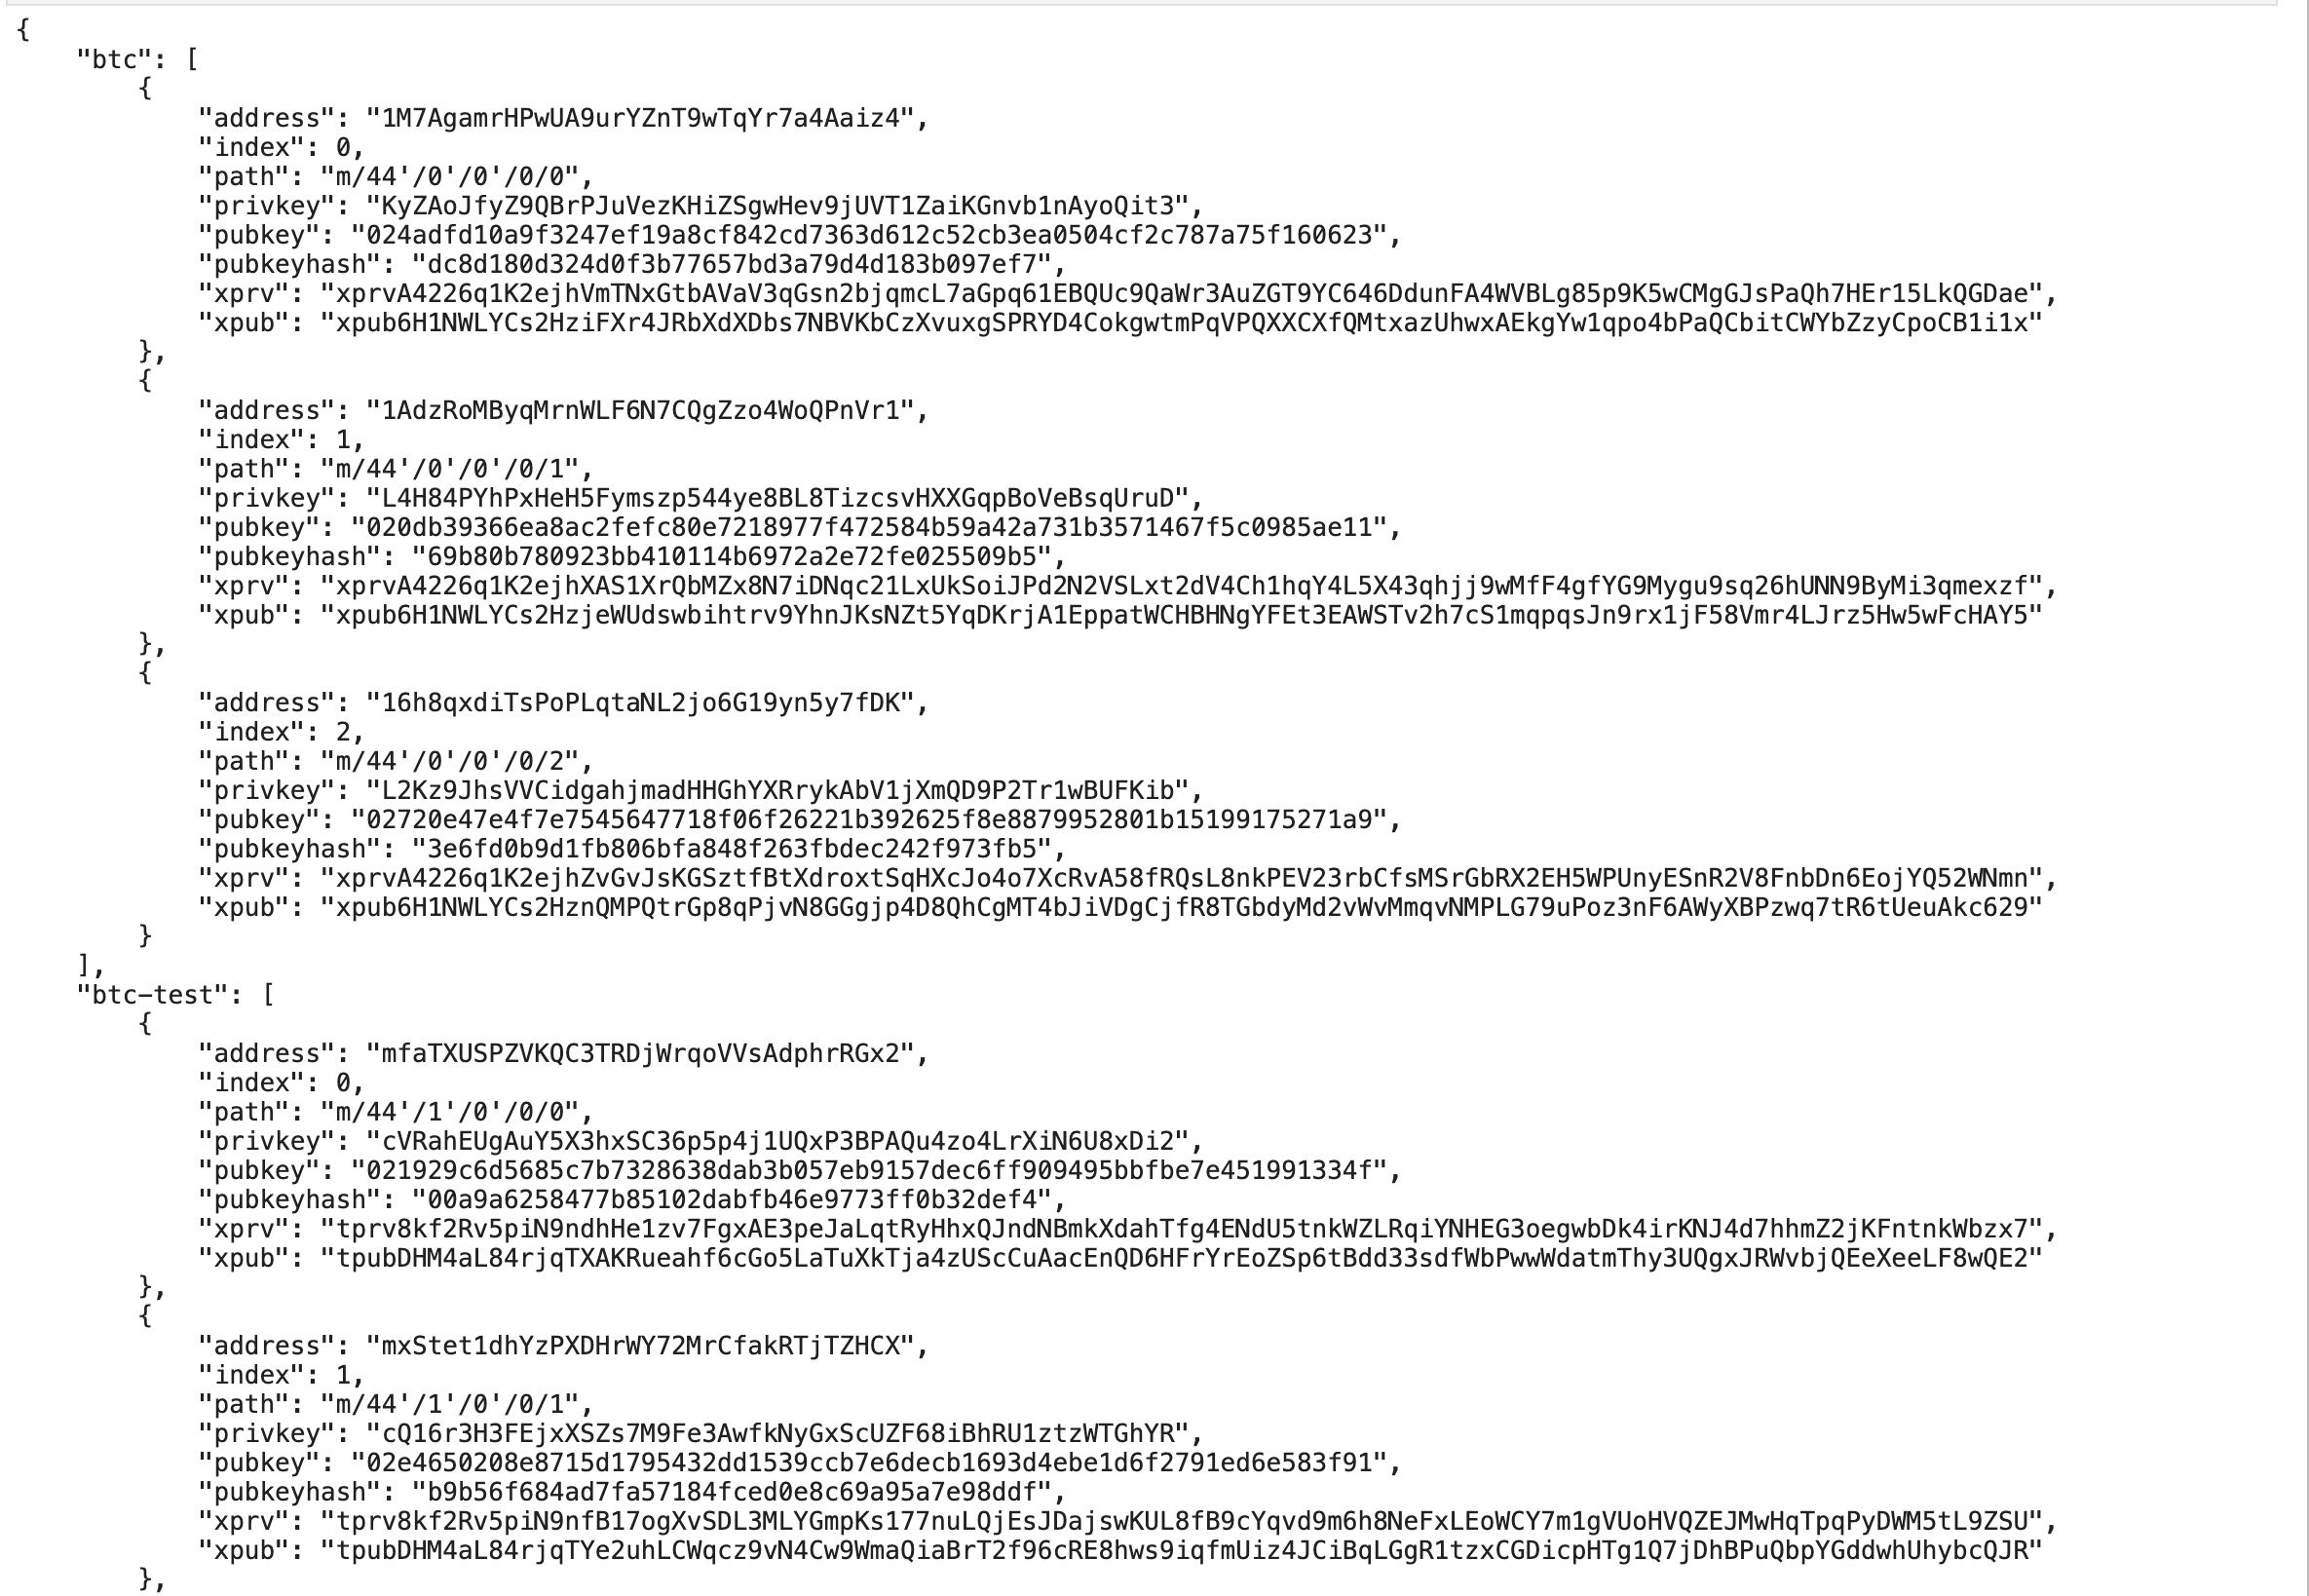 {
    "btc": [
        {
            "address": "1M7AgamrHPwUA9urYZnT9wTqYr7a4Aaiz4",
            "index": 0,
            "path": "m/44'/0'/0'/0/0",
            "privkey": "KyZAoJfyZ9QBrPJuVezKHiZSgwHev9jUVT1ZaiKGnvb1nAyoQit3",
            "pubkey": "024adfd10a9f3247ef19a8cf842cd7363d612c52cb3ea0504cf2c787a75f160623",
            "pubkeyhash": "dc8d180d324d0f3b77657bd3a79d4d183b097ef7",
            "xprv": "xprvA4226q1K2ejhVmTNxGtbAVaV3qGsn2bjqmcL7aGpq61EBQUc9QaWr3AuZGT9YC646DdunFA4WVBLg85p9K5wCMgGJsPaQh7HEr15LkQGDae",
            "xpub": "xpub6H1NWLYCs2HziFXr4JRbXdXDbs7NBVKbCzXvuxgSPRYD4CokgwtmPqVPQXXCXfQMtxazUhwxAEkgYw1qpo4bPaQCbitCWYbZzyCpoCB1i1x"
        },
        {
            "address": "1AdzRoMByqMrnWLF6N7CQgZzo4WoQPnVr1",
            "index": 1,
            "path": "m/44'/0'/0'/0/1",
            "privkey": "L4H84PYhPxHeH5Fymszp544ye8BL8TizcsvHXXGqpBoVeBsqUruD",
            "pubkey": "020db39366ea8ac2fefc80e7218977f472584b59a42a731b3571467f5c0985ae11",
            "pubkeyhash": "69b80b780923bb410114b6972a2e72fe025509b5",
            "xprv": "xprvA4226q1K2ejhXAS1XrQbMZx8N7iDNqc21LxUkSoiJPd2N2VSLxt2dV4Ch1hqY4L5X43qhjj9wMfF4gfYG9Mygu9sq26hUNN9ByMi3qmexzf",
            "xpub": "xpub6H1NWLYCs2HzjeWUdswbihtrv9YhnJKsNZt5YqDKrjA1EppatWCHBHNgYFEt3EAWSTv2h7cS1mqpqsJn9rx1jF58Vmr4LJrz5Hw5wFcHAY5"
        },
        {
            "address": "16h8qxdiTsPoPLqtaNL2jo6G19yn5y7fDK",
            "index": 2,
            "path": "m/44'/0'/0'/0/2",
            "privkey": "L2Kz9JhsVVCidgahjmadHHGhYXRrykAbV1jXmQD9P2Tr1wBUFKib",
            "pubkey": "02720e47e4f7e7545647718f06f26221b392625f8e8879952801b15199175271a9",
            "pubkeyhash": "3e6fd0b9d1fb806bfa848f263fbdec242f973fb5",
            "xprv": "xprvA4226q1K2ejhZvGvJsKGSztfBtXdroxtSqHXcJo4o7XcRvA58fRQsL8nkPEV23rbCfsMSrGbRX2EH5WPUnyESnR2V8FnbDn6EojYQ52WNmn",
            "xpub": "xpub6H1NWLYCs2HznQMPQtrGp8qPjvN8GGgjp4D8QhCgMT4bJiVDgCjfR8TGbdyMd2vWvMmqvNMPLG79uPoz3nF6AWyXBPzwq7tR6tUeuAkc629"
        }
    ],
    "btc-test": [
        {
            "address": "mfaTXUSPZVKQC3TRDjWrqoVVsAdphrRGx2",
            "index": 0,
            "path": "m/44'/1'/0'/0/0",
            "privkey": "cVRahEUgAuY5X3hxSC36p5p4j1UQxP3BPAQu4zo4LrXiN6U8xDi2",
            "pubkey": "021929c6d5685c7b7328638dab3b057eb9157dec6ff909495bbfbe7e451991334f",
            "pubkeyhash": "00a9a6258477b85102dabfb46e9773ff0b32def4",
            "xprv": "tprv8kf2Rv5piN9ndhHe1zv7FgxAE3peJaLqtRyHhxQJndNBmkXdahTfg4ENdU5tnkWZLRqiYNHEG3oegwbDk4irKNJ4d7hhmZ2jKFntnkWbzx7",
            "xpub": "tpubDHM4aL84rjqTXAKRueahf6cGo5LaTuXkTja4zUScCuAacEnQD6HFrYrEoZSp6tBdd33sdfWbPwwWdatmThy3UQgxJRWvbjQEeXeeLF8wQE2"
        },
        {
            "address": "mxStet1dhYzPXDHrWY72MrCfakRTjTZHCX",
            "index": 1,
            "path": "m/44'/1'/0'/0/1",
            "privkey": "cQ16r3H3FEjxXSZs7M9Fe3AwfkNyGxScUZF68iBhRU1ztzWTGhYR",
            "pubkey": "02e4650208e8715d1795432dd1539ccb7e6decb1693d4ebe1d6f2791ed6e583f91",
            "pubkeyhash": "b9b56f684ad7fa57184fced0e8c69a95a7e98ddf",
            "xprv": "tprv8kf2Rv5piN9nfB17ogXvSDL3MLYGmpKs177nuLQjEsJDajswKUL8fB9cYqvd9m6h8NeFxLEoWCY7m1gVUoHVQZEJMwHqTpqPyDWM5tL9ZSU",
            "xpub": "tpubDHM4aL84rjqTYe2uhLCWqcz9vN4Cw9WmaQiaBrT2f96cRE8hws9iqfmUiz4JCiBqLGgR1tzxCGDicpHTg1Q7jDhBPuQbpYGddwhUhybcQJR"
        },